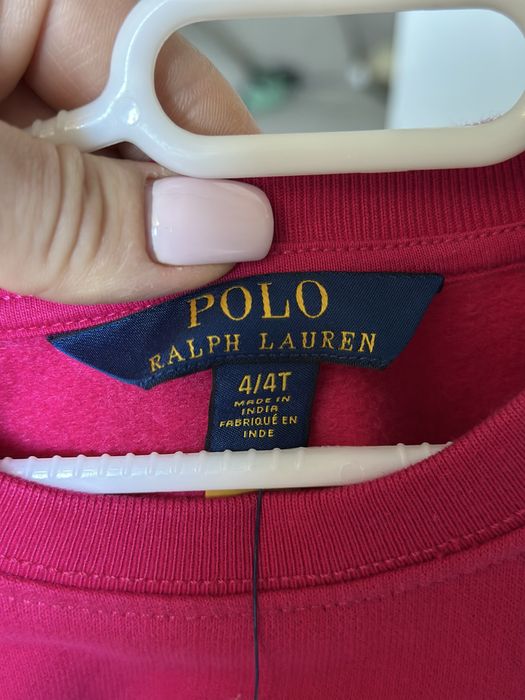 POLO
RALPH LAUREN
4/4T
MADE IN
INDIA
FABRIQUÉ EN
INDE